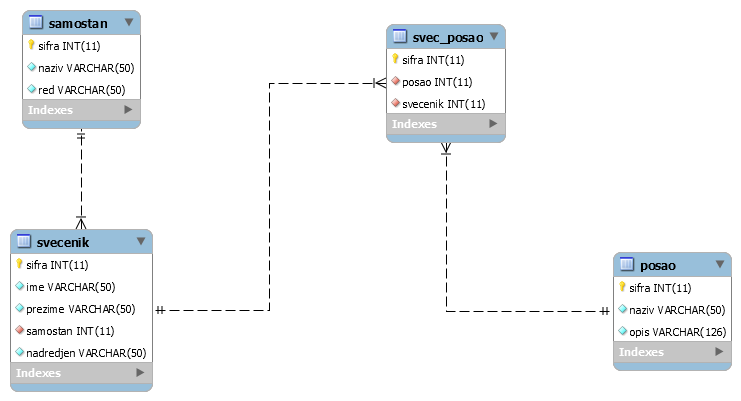 samostan
sifra INT(11)
naziv VARCHAR(50)
red VARCHAR(50)
Indexes
svec_posao
sifra INT(11)
posao INT(11)
svecenik INT(11)
Indexes
svecenik
sifra INT(11)
ime VARCHAR(50)
prezime VARCHAR(50)
samostan INT(11)
nadredjen VARCHAR(50)
Indexes
posao
sifra INT(11)
naziv VARCHAR(50)
opis VARCHAR(126)
Indexes